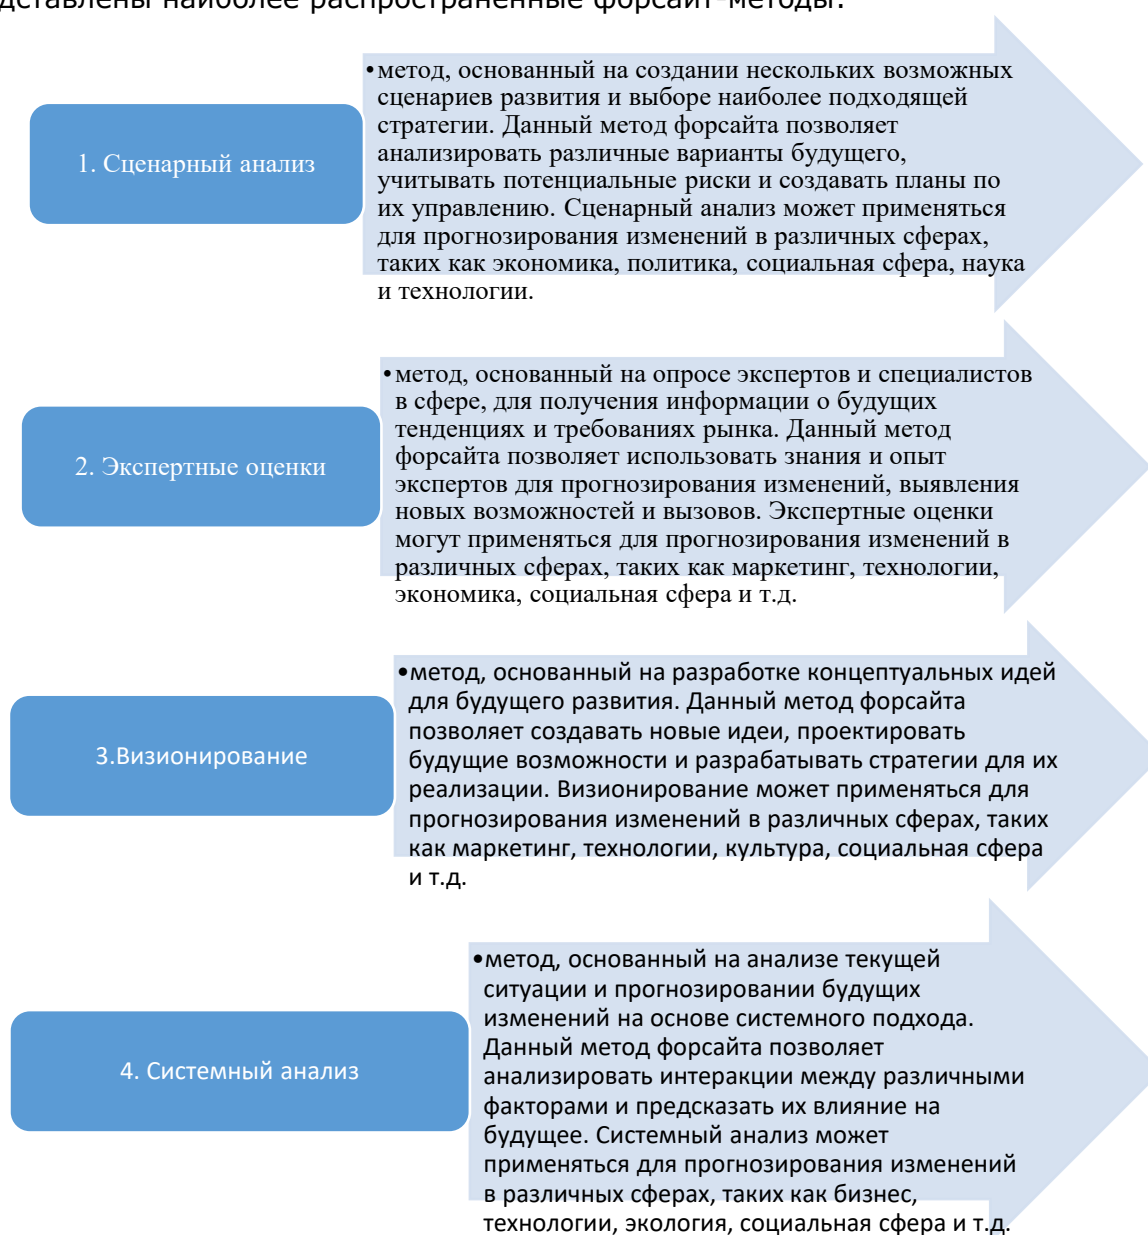 дставлены наиболее распространенные форсайт-методы:
1. Сценарный анализ
•метод, основанный на создании нескольких возможных
сценариев развития и выборе наиболее подходящей
стратегии. Данный метод форсайта позволяет
анализировать различные варианты будущего,
учитывать потенциальные риски и создавать планы по
их управлению. Сценарный анализ может применяться
для прогнозирования изменений в различных сферах,
таких как экономика, политика, социальная сфера, наука
и технологии.
2. Экспертные оценки
•метод, основанный на опросе экспертов и специалистов
в сфере, для получения информации о будущих
тенденциях и требованиях рынка. Данный метод
форсайта позволяет использовать знания и опыт
экспертов для прогнозирования изменений, выявления
новых возможностей и вызовов. Экспертные оценки
могут применяться для прогнозирования изменений в
различных сферах, таких как маркетинг, технологии,
экономика, социальная сфера и т.д.
3.Визионирование
•метод, основанный на разработке концептуальных идей
для будущего развития. Данный метод форсайта
позволяет создавать новые идеи, проектировать
будущие возможности и разрабатывать стратегии для их
реализации. Визионирование может применяться для
прогнозирования изменений в различных сферах, таких
как маркетинг, технологии, культура, социальная сфера
и т.д.
4. Системный анализ
•метод, основанный на анализе текущей
ситуации и прогнозировании будущих
изменений на основе системного подхода.
Данный метод форсайта позволяет
анализировать интеракции между различными
факторами и предсказать их влияние на
будущее. Системный анализ может
применяться для прогнозирования изменений
в различных сферах, таких как бизнес,
технологии, экология, социальная сфера и т.д.